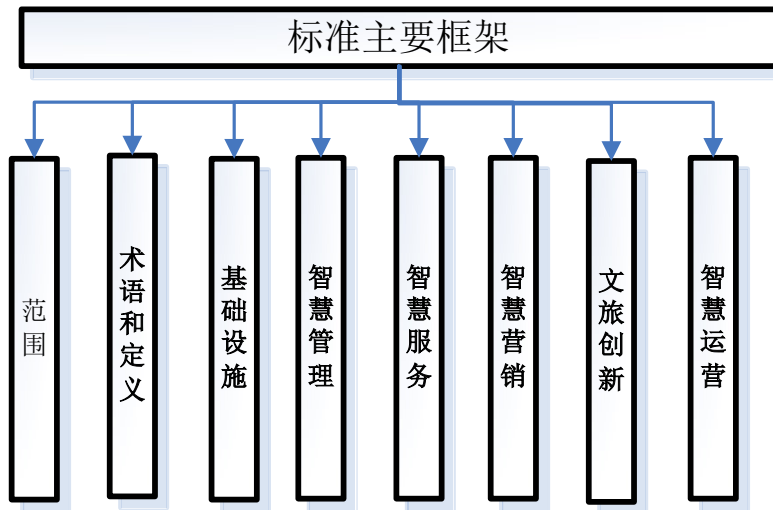 标准主要框架
范围
术语和定义
基础设施
智慧管理
智慧服务
智慧营销
文旅创新
智慧运营